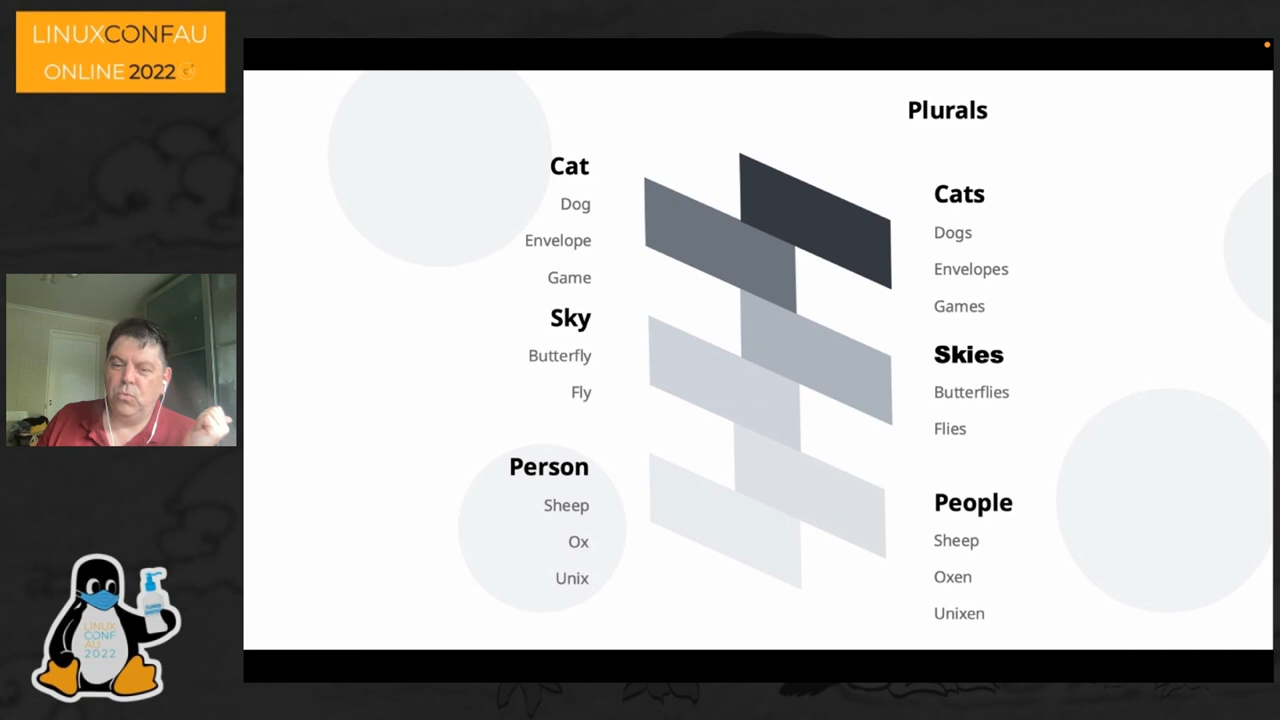 LINUXCONFAU
ONLINE 2022
Plurals
Cat
Dog
Envelope
Game
Sky
Butterfly
Fly
Person
Sheep
Ox
Unix
Cats
Dogs
Envelopes
Games
Skies
Butterflies
Flies
People
Sheep
Oxen
Unixen
LINUX
CONF
AU
2022